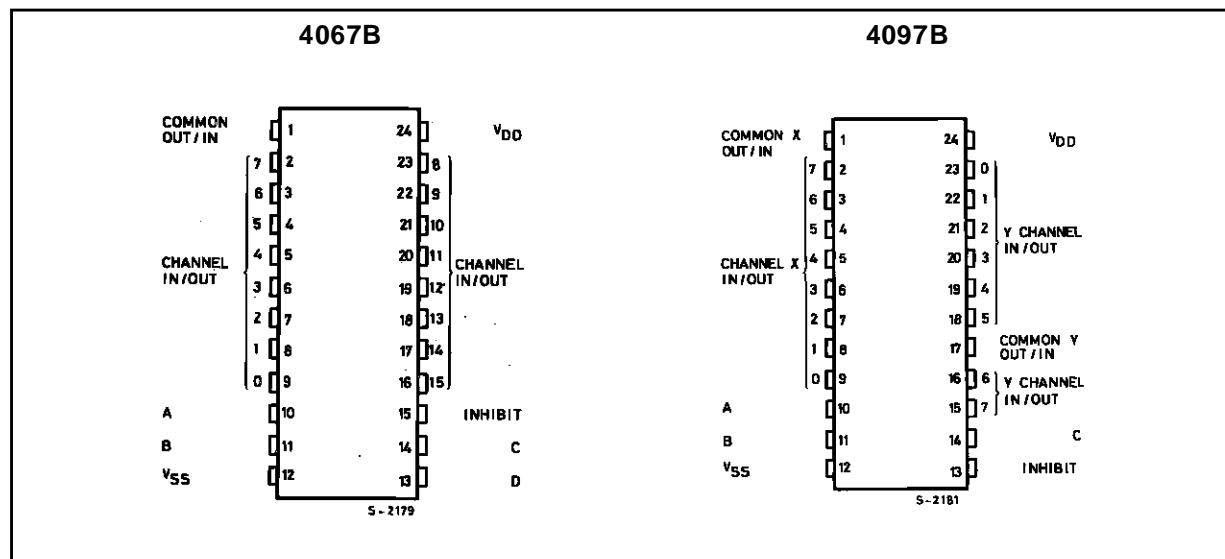 4067B
COMMON OUT / IN
1 24 VDD
7 2 23 8
6 3 22 9
5 4 21 10
4 5 20 11
CHANNEL IN/OUT
CHANNEL IN/OUT
3 6 19 12
2 7 18 13
1 8 17 14
0 9 16 15
A 10 15 INHIBIT
B 11 14 C
VSS 12 13 D
S-2179
4097B
COMMON X OUT / IN
1 24 VDD
7 2 23 0
6 3 22 1
5 4 21 2
Y CHANNEL IN/OUT
4 5 20 3
CHANNEL X IN/OUT
3 6 19 4
2 7 18 5
1 8 17 COMMON Y OUT / IN
0 9 16 6
Y CHANNEL IN/OUT
A 10 15 7
B 11 14 C
VSS 12 13 INHIBIT
S-2181